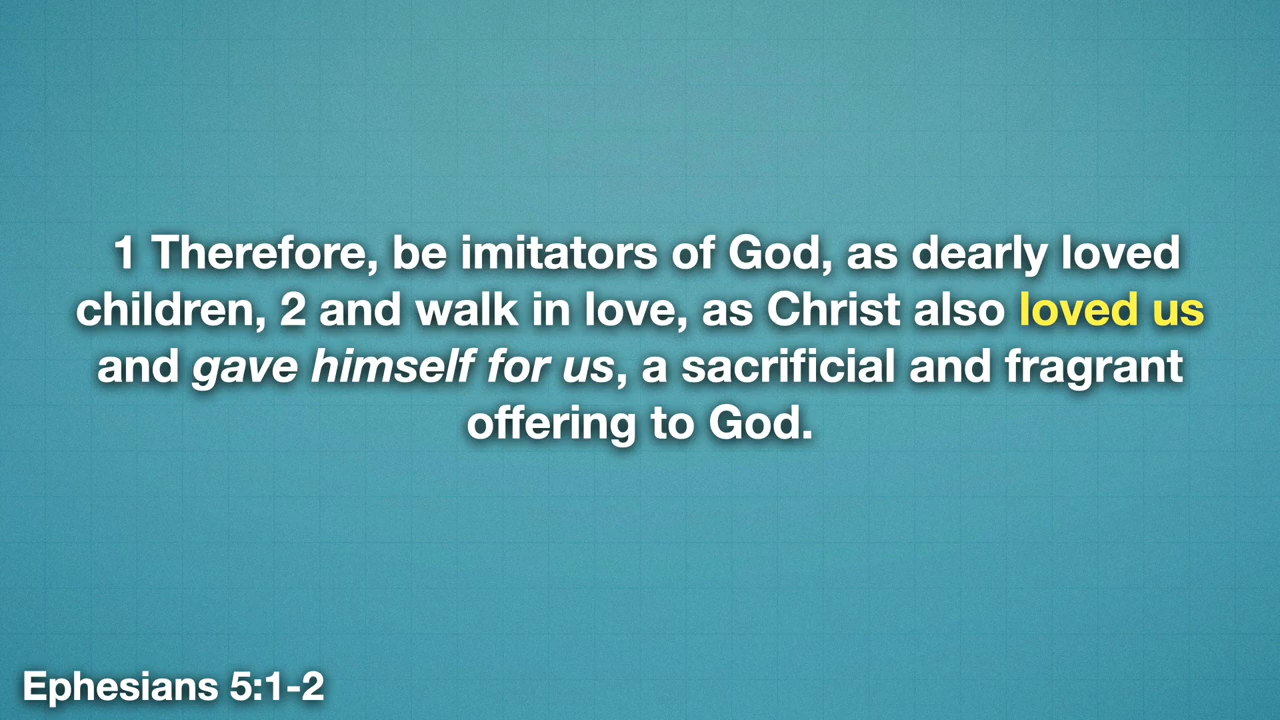 1 Therefore, be imitators of God, as dearly loved
children, 2 and walk in love, as Christ also loved us
and gave himself for us, a sacrificial and fragrant
offering to God.
Ephesians 5:1-2